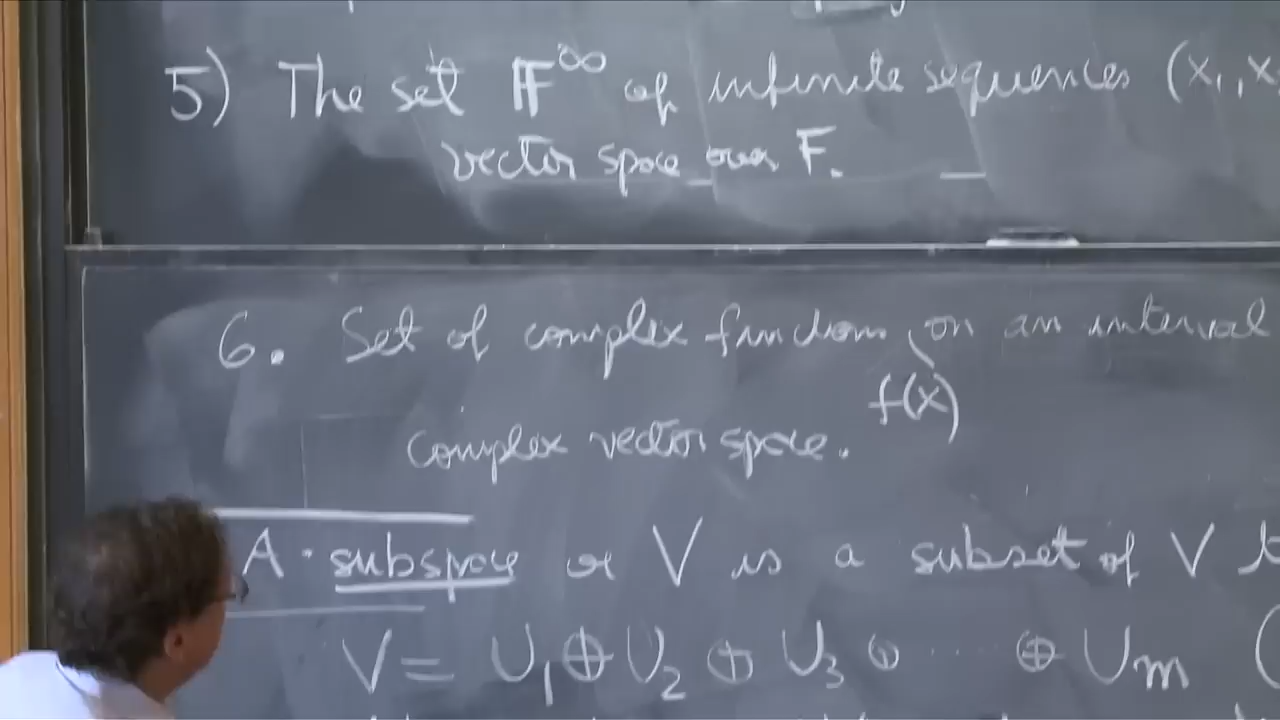 5) The set 𝔽^∞ of infinite sequences (x₁, x₂
vector space over F.
6. Set of complex functions on an interval
f(x)
complex vector space.
A · subspace of V is a subset of V
V = U₁ ⊕ U₂ ⊕ U₃ ⊙ ..... ⊕ Um (